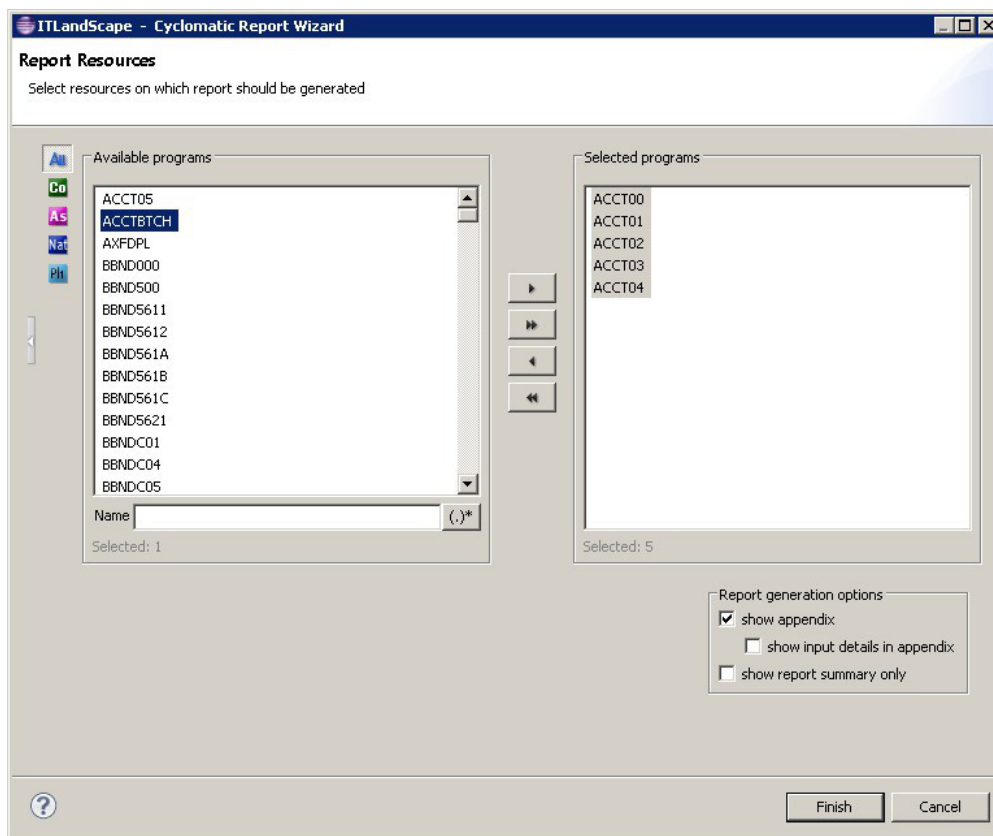 ITLandScape - Cyclomatic Report Wizard
Report Resources
Select resources on which report should be generated
Au
Co
As
Nat
Available programs
ACCT05
ACCTBTCH
AXFDPL
BBND000
BBND500
BBND5611
BBND5612
BBND561A
BBND561B
BBND561C
BBND5621
BBNDC01
BBNDC04
BBNDC05
Name
(.)*
Selected: 1
Selected programs
ACCT00
ACCT01
ACCT02
ACCT03
ACCT04
Selected: 5
Report generation options
show appendix
show input details in appendix
show report summary only
?
Finish
Cancel